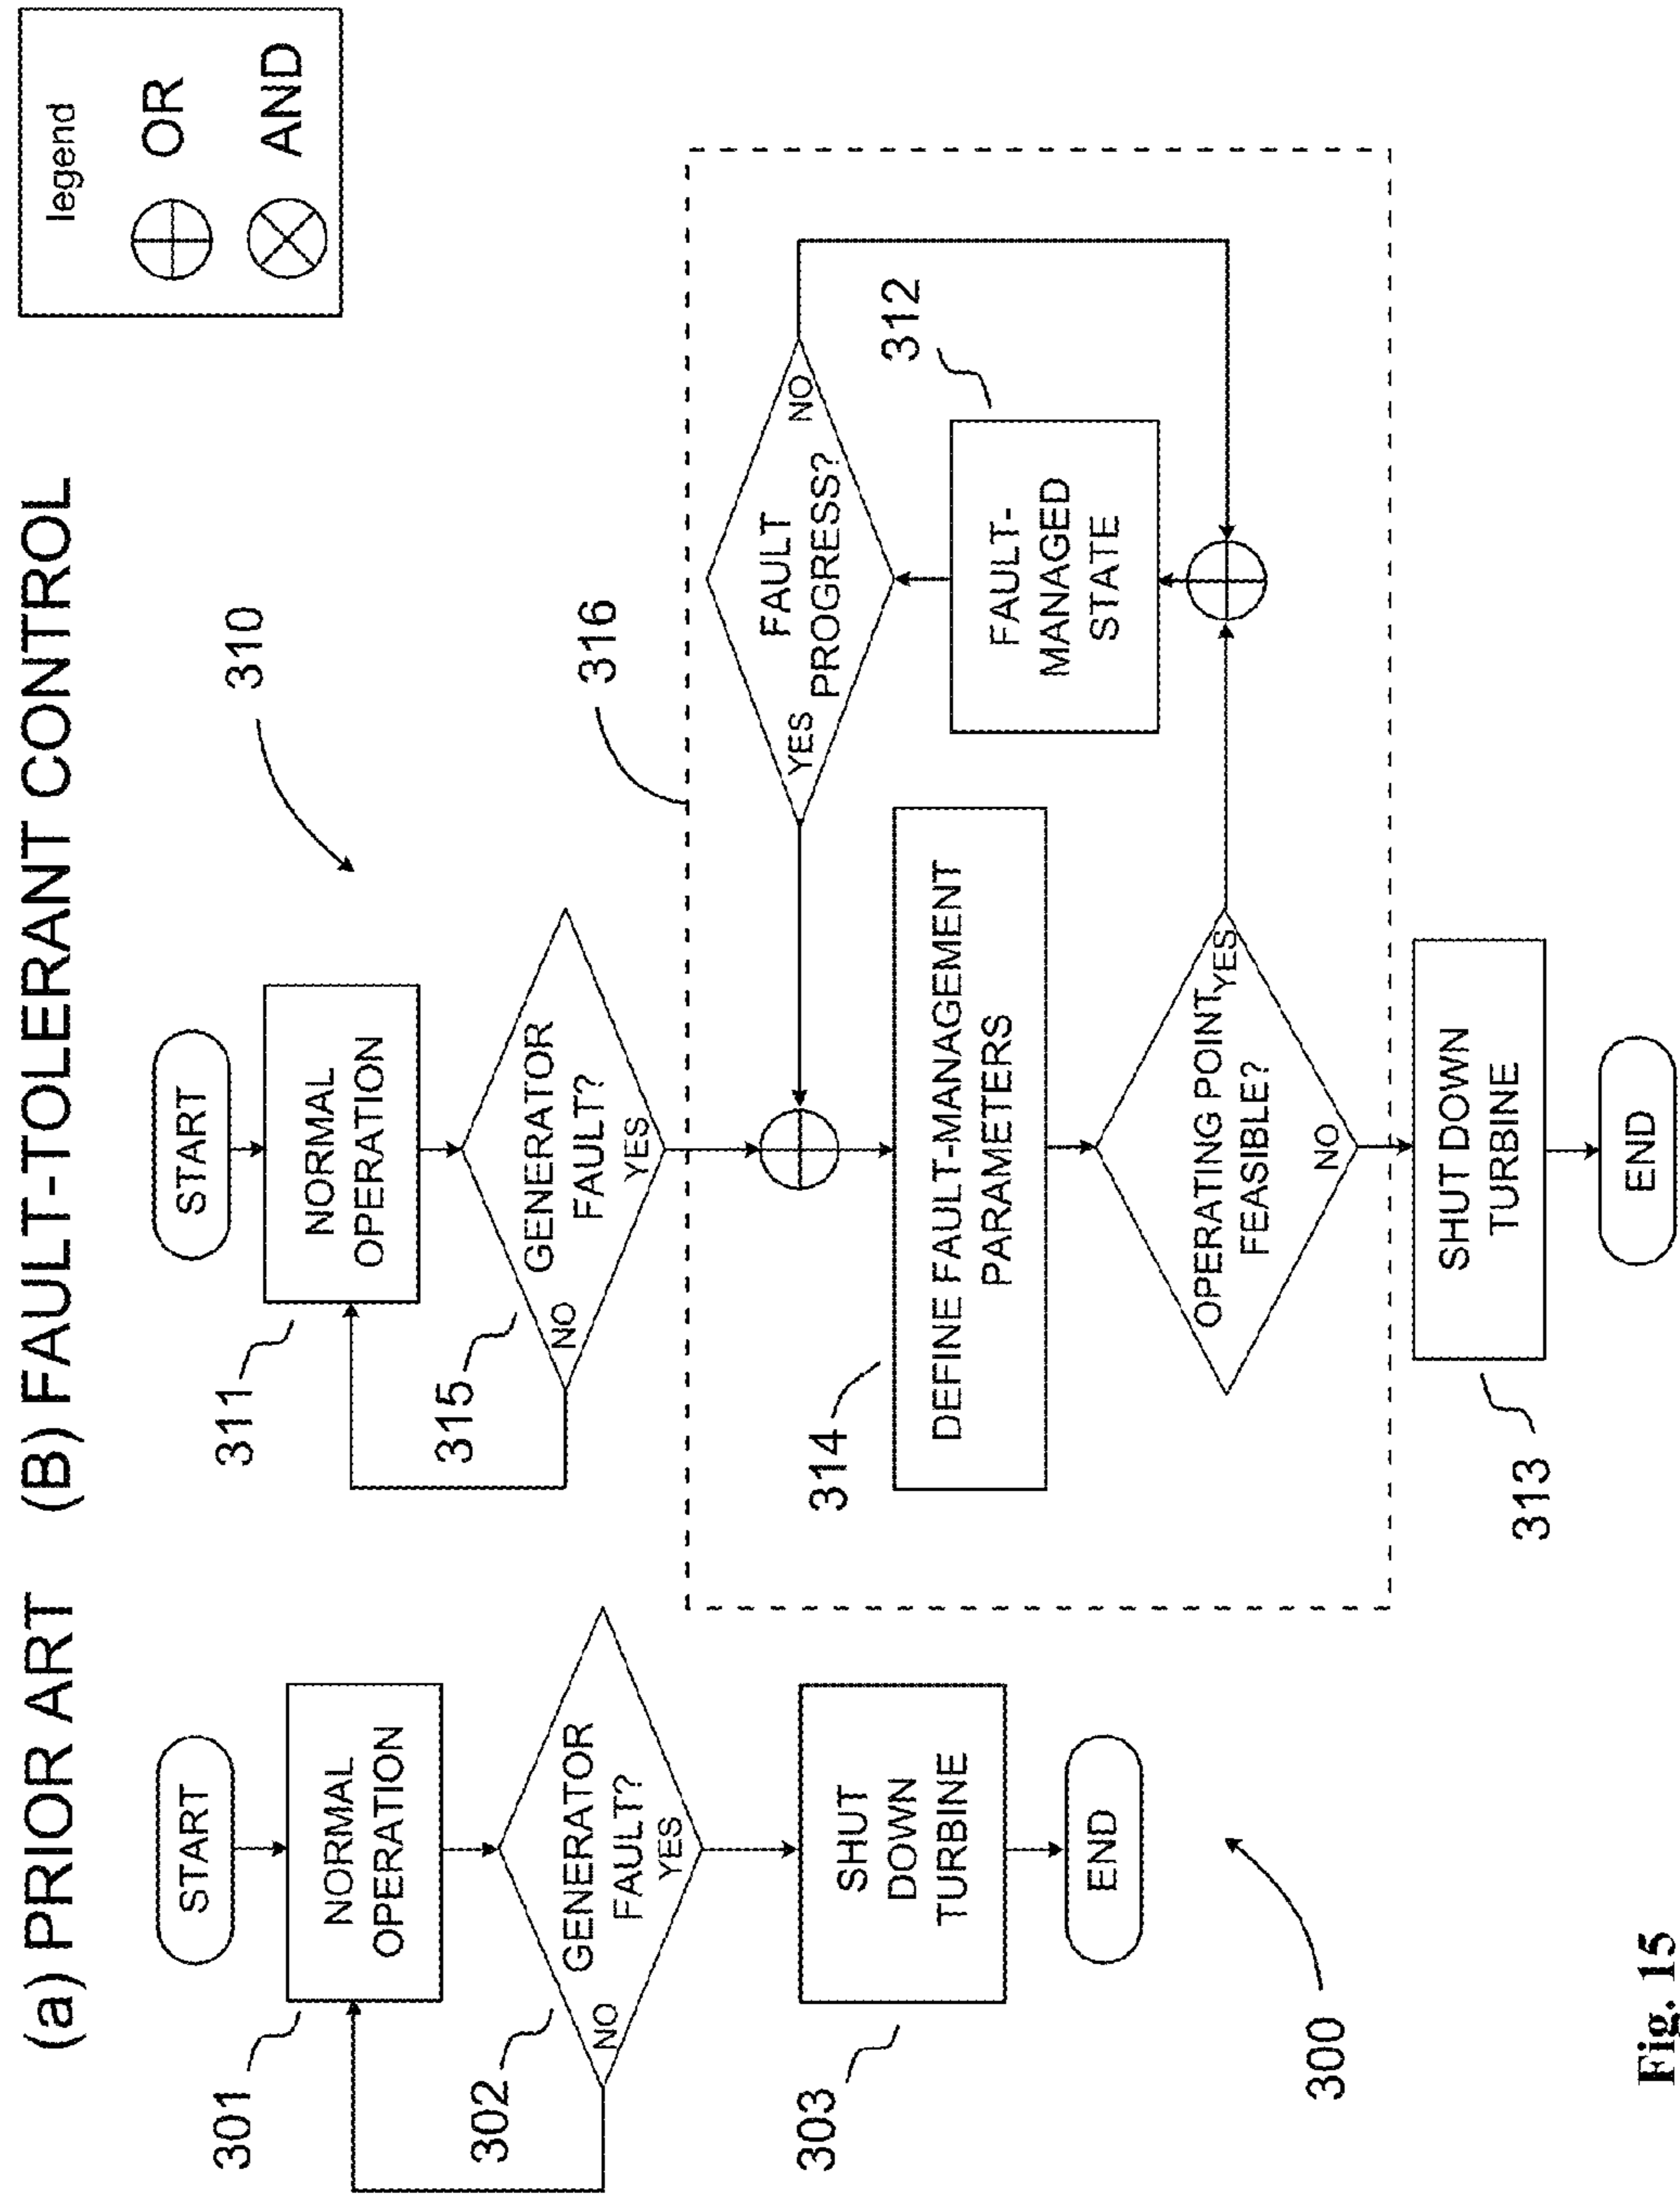 (a) PRIOR ART
START
301
NORMAL
OPERATION
302
GENERATOR
FAULT?
NO
YES
303
SHUT
DOWN
TURBINE
END
300
(B) FAULT-TOLERANT CONTROL
310
START
311
NORMAL
OPERATION
315
GENERATOR
FAULT?
NO
YES
316
314
DEFINE FAULT-MANAGEMENT
PARAMETERS
OPERATING POINT
FEASIBLE?
YES
NO
FAULT
PROGRESS?
YES
NO
312
FAULT-
MANAGED
STATE
313
SHUT DOWN
TURBINE
END
legend
OR
AND
Fig. 15